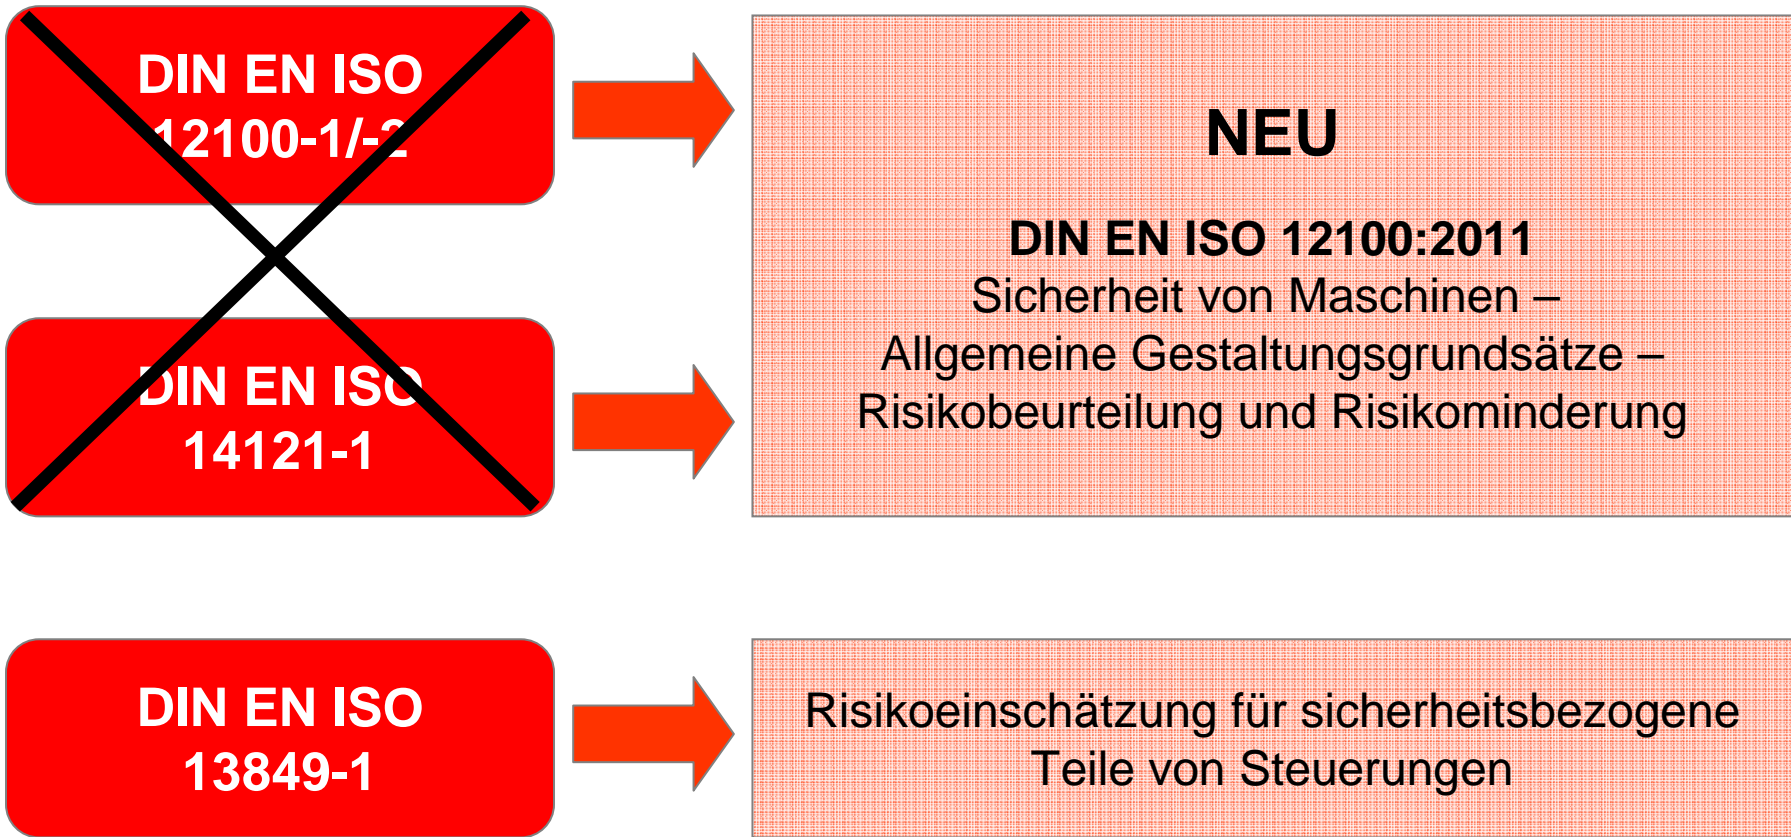 DIN EN ISO
12100-1/-2
NEU
DIN EN ISO 12100:2011
Sicherheit von Maschinen –
Allgemeine Gestaltungsgrundsätze –
Risikobeurteilung und Risikominderung
DIN EN ISO
14121-1
DIN EN ISO
13849-1
Risikoeinschätzung für sicherheitsbezogene
Teile von Steuerungen